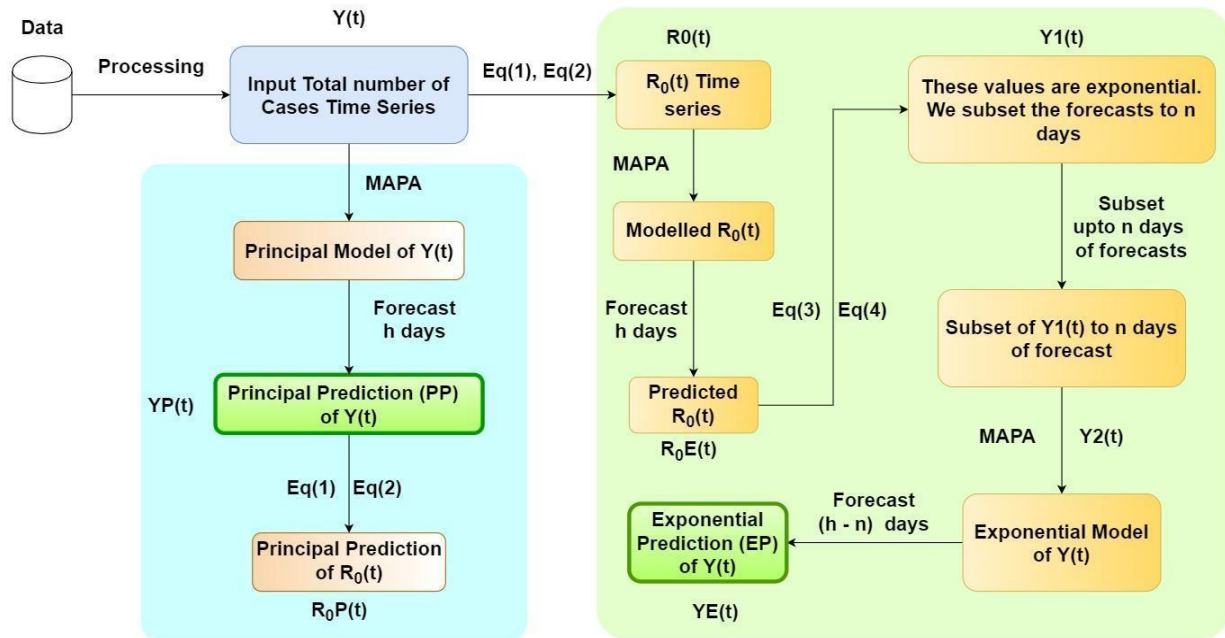 Data
Processing
Y(t)
Input Total number of
Cases Time Series
Eq(1), Eq(2)
MAPA
Principal Model of Y(t)
Forecast
h days
YP(t)
Principal Prediction (PP)
of Y(t)
Eq(1) Eq(2)
Principal Prediction
of R₀(t)
R₀P(t)
R0(t)
R₀(t) Time
series
MAPA
Modelled R₀(t)
Forecast
h days
Predicted
R₀(t)
R₀E(t)
Eq(3) Eq(4)
Y1(t)
These values are exponential.
We subset the forecasts to n
days
Subset
upto n days
of forecasts
Subset of Y1(t) to n days
of forecast
MAPA Y2(t)
Exponential Model
of Y(t)
Forecast
(h - n) days
Exponential
Prediction (EP)
of Y(t)
YE(t)